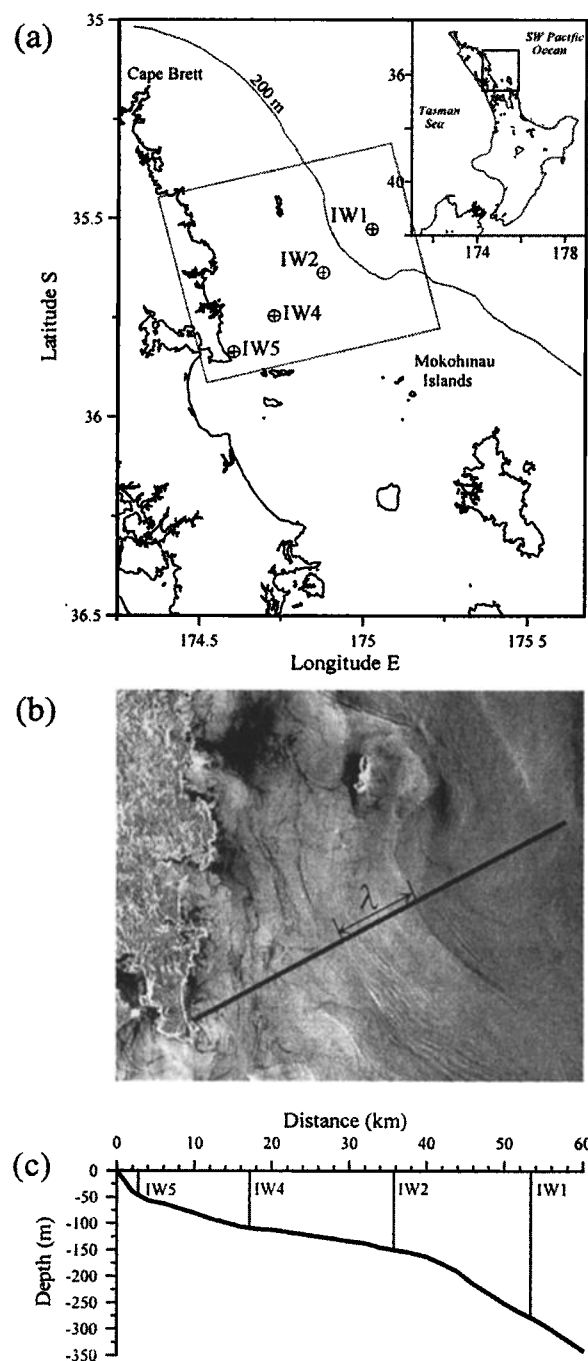 (a)
35
35.5
36
36.5
Latitude S
174.5
175
175 5
Longitude E
Cape Brett
200 m
IW1
IW2
IW4
IW5
Mokohinau
Islands
SW Pacific
Ocean
Tasman
Sea
36
40
174
178
(b)
λ
(c)
Distance (km)
0 10 20 30 40 50 60
0
-50
-100
-150
-200
-250
-300
-350
Depth (m)
IW5 IW4 IW2 IW1